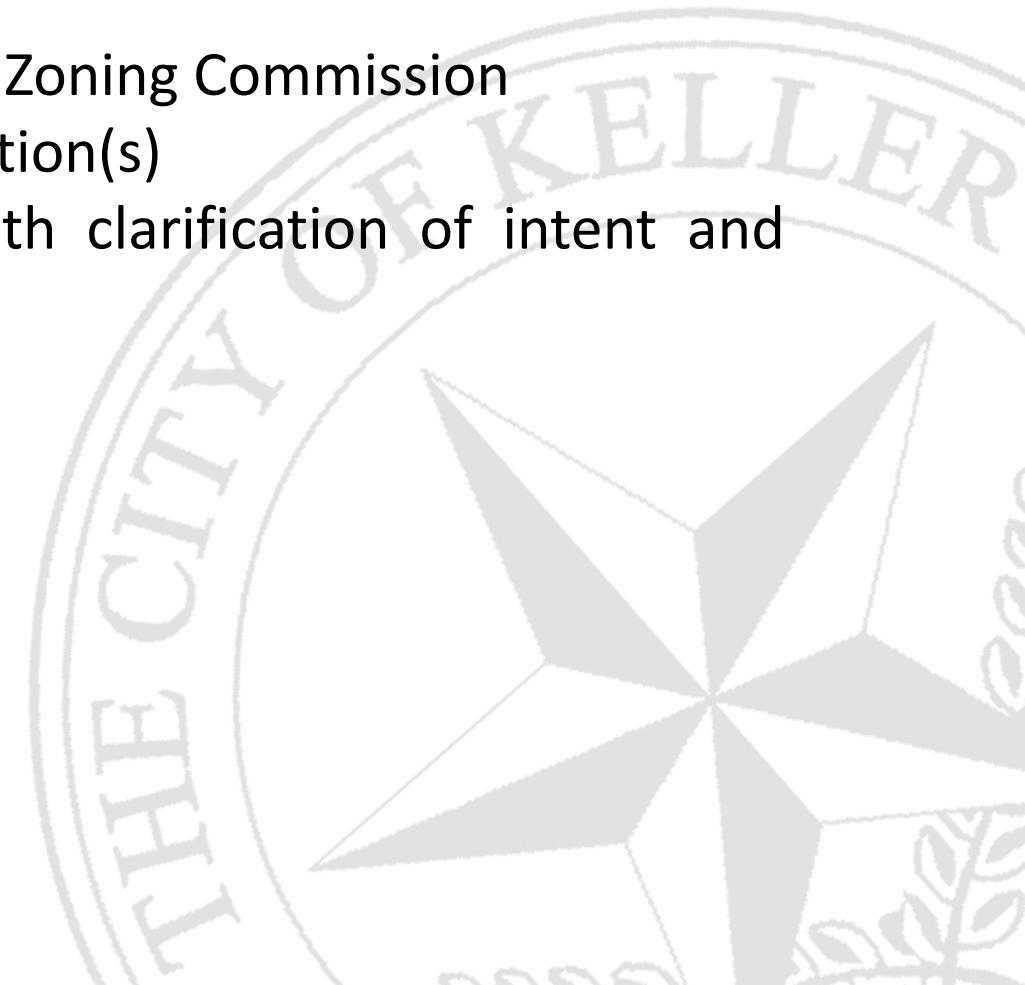 Zoning Commission
tion(s)
th clarification of intent and
THE CITY OF KELLER